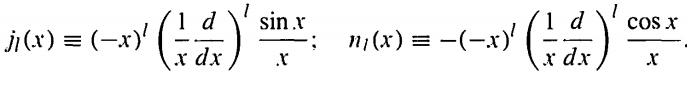 j_l(x) ≡ (−x)^l (1/x d/dx)^l sin x/x; n_l(x) ≡ −(−x)^l (1/x d/dx)^l cos x/x.